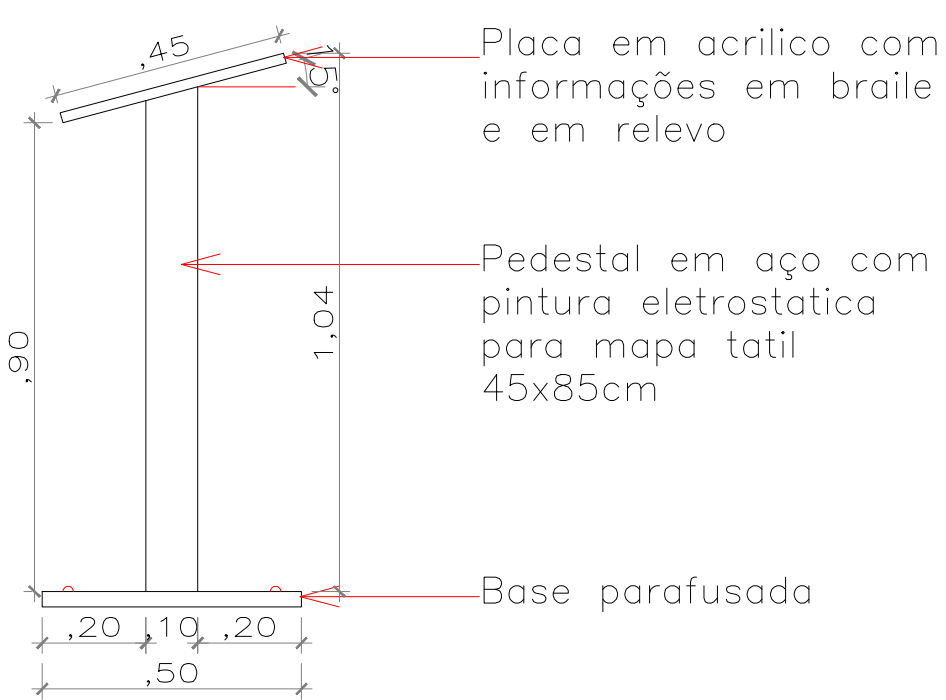 Placa em acrilico com
informações em braile
e em relevo
,45
15°
Pedestal em aço com
pintura eletrostatica
para mapa tatil
45x85cm
1,04
,90
Base parafusada
,20 ,10 ,20
,50